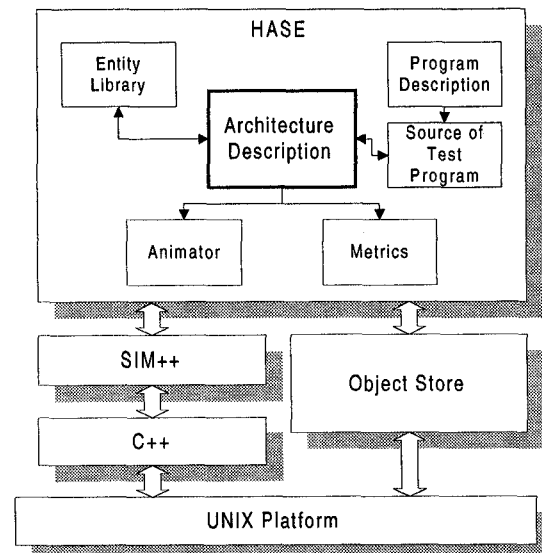 HASE
Entity
Library
Program
Description
Architecture
Description
Source of
Test
Program
Animator
Metrics
SIM++
Object Store
C++
UNIX Platform